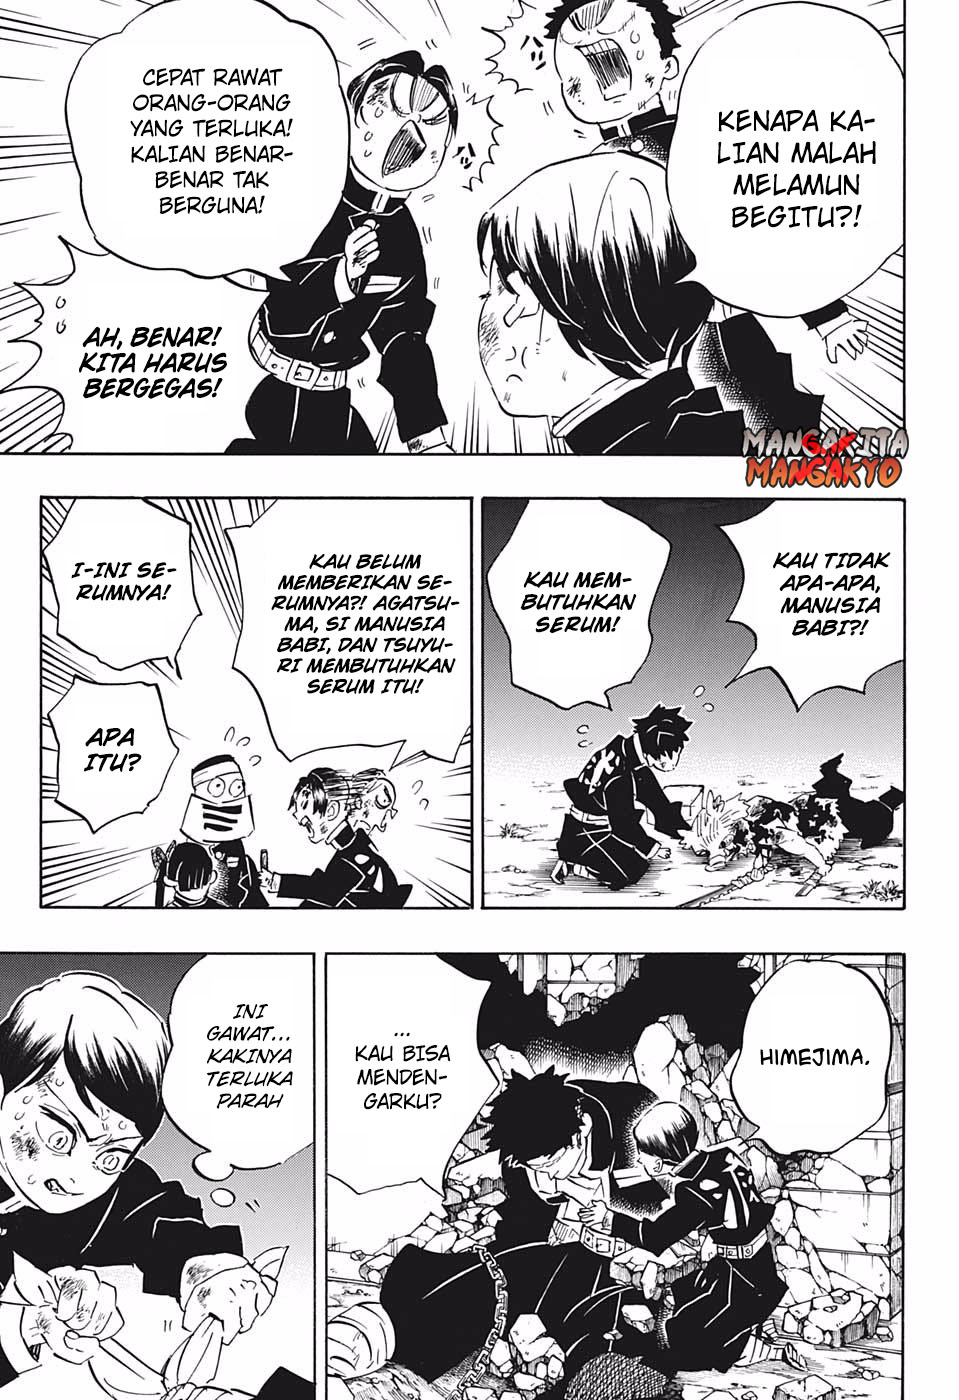 KENAPA KA-
LIAN MALAH
MELAMUN
BEGITU?!
CEPAT RAWAT
ORANG-ORANG
YANG TERLUKA!
KALIAN BENAR-
BENAR TAK
BERGUNA!
AH, BENAR!
KITA HARUS
BERGEGAS!
MANGAKITA
MANGAKYO
KAU TIDAK
APA-APA,
MANUSIA
BABI?!
KAU MEM-
BUTUHKAN
SERUM!
KAU BELUM
MEMBERIKAN SE-
RUMNYA?! AGATSU-
MA, SI MANUSIA
BABI, DAN TSUYU-
RI MEMBUTUHKAN
SERUM ITU!
I-INI SE-
RUMNYA!
APA
ITU?
HIMEJIMA.
...
KAU BISA
MENDEN-
GARKU?
INI
GAWAT...
KAKINYA
TERLUKA
PARAH